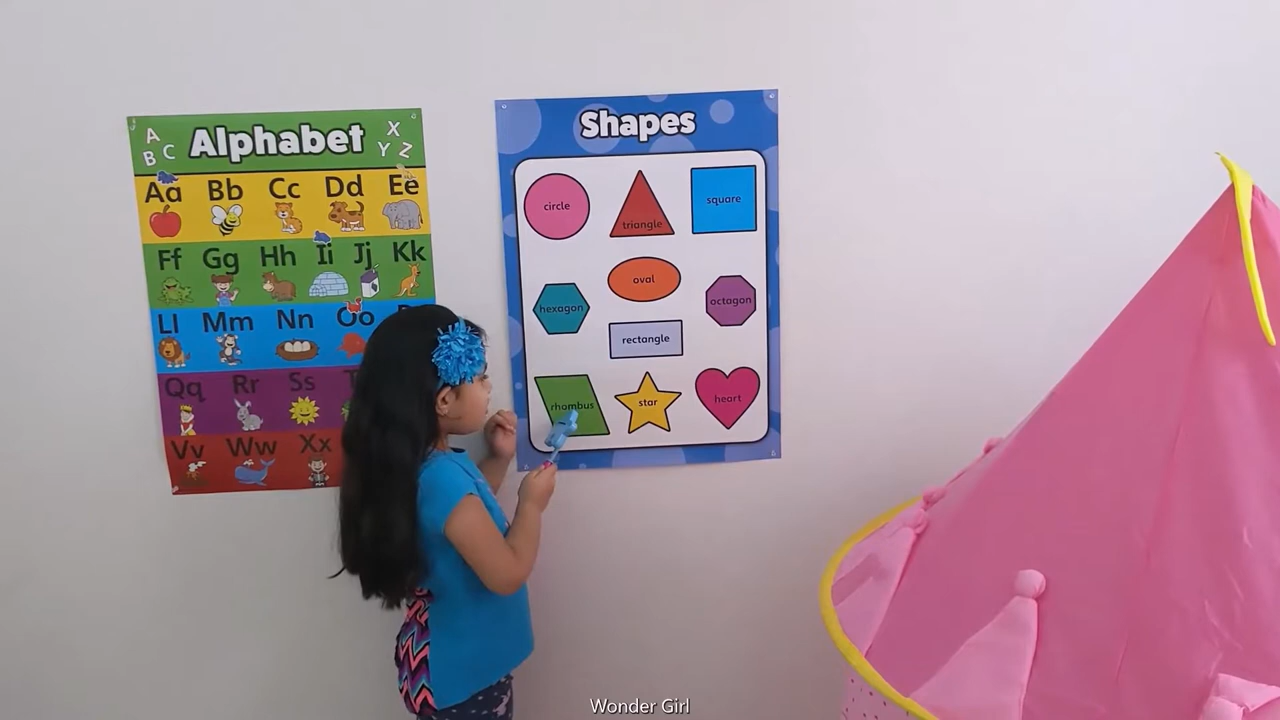 A
B C
Alphabet
X
Y Z
Aa Bb Cc Dd Ee
Ff Gg Hh Ii Jj Kk
Ll Mm Nn Oo
Qq Rr Ss
Vv Ww Xx
Shapes
circle
triangle
square
oval
hexagon
octagon
rectangle
rhombus
star
heart
Wonder Girl